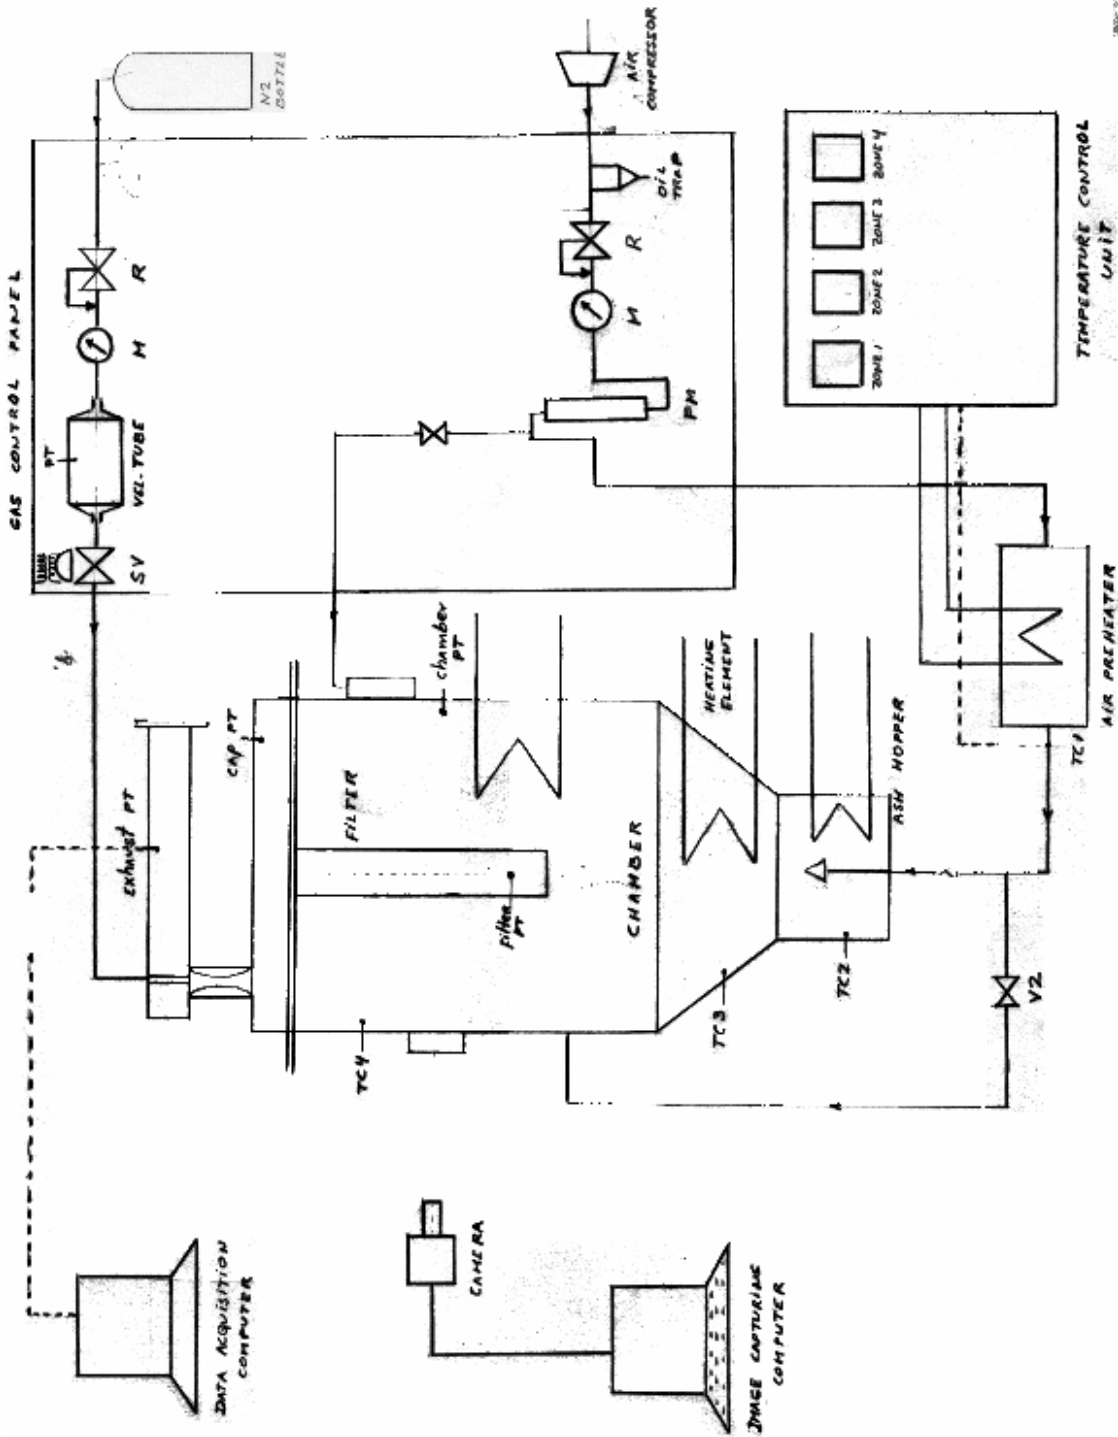 N2
BOTTLE
AIR
COMPRESSOR
GAS CONTROL PANEL
R
M
PT
VEL-TUBE
SV
OIL
TRAP
R
M
FM
ZONE 1
ZONE 2
ZONE 3
ZONE 4
TEMPERATURE CONTROL
UNIT
Exhaust PT
CAP PT
Chamber
PT
FILTER
Filter
PT
CHAMBER
HEATING
ELEMENT
ASH HOPPER
AIR PREHEATER
TC1
TC2
TC3
TC4
V2
DATA ACQUISITION
COMPUTER
CAMERA
IMAGE CAPTURING
COMPUTER